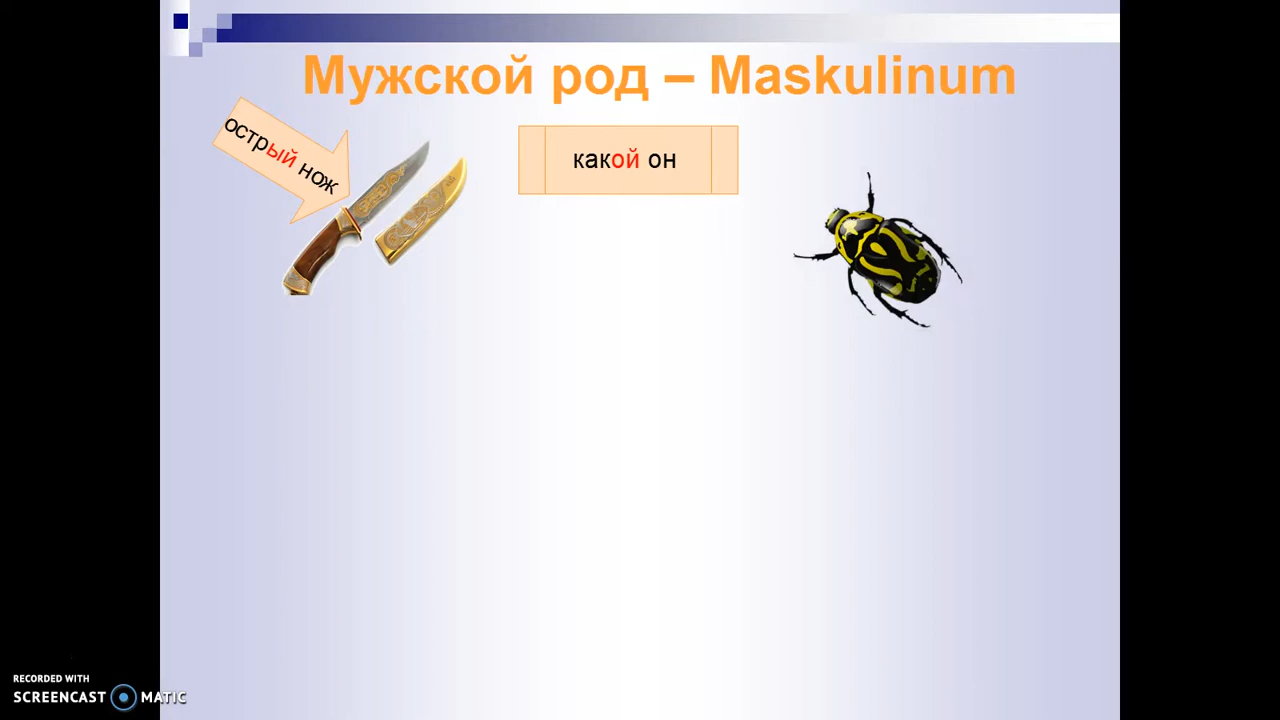 Мужской род – Maskulinum
острый нож
какой он
RECORDED WITH
SCREENCAST MATIC